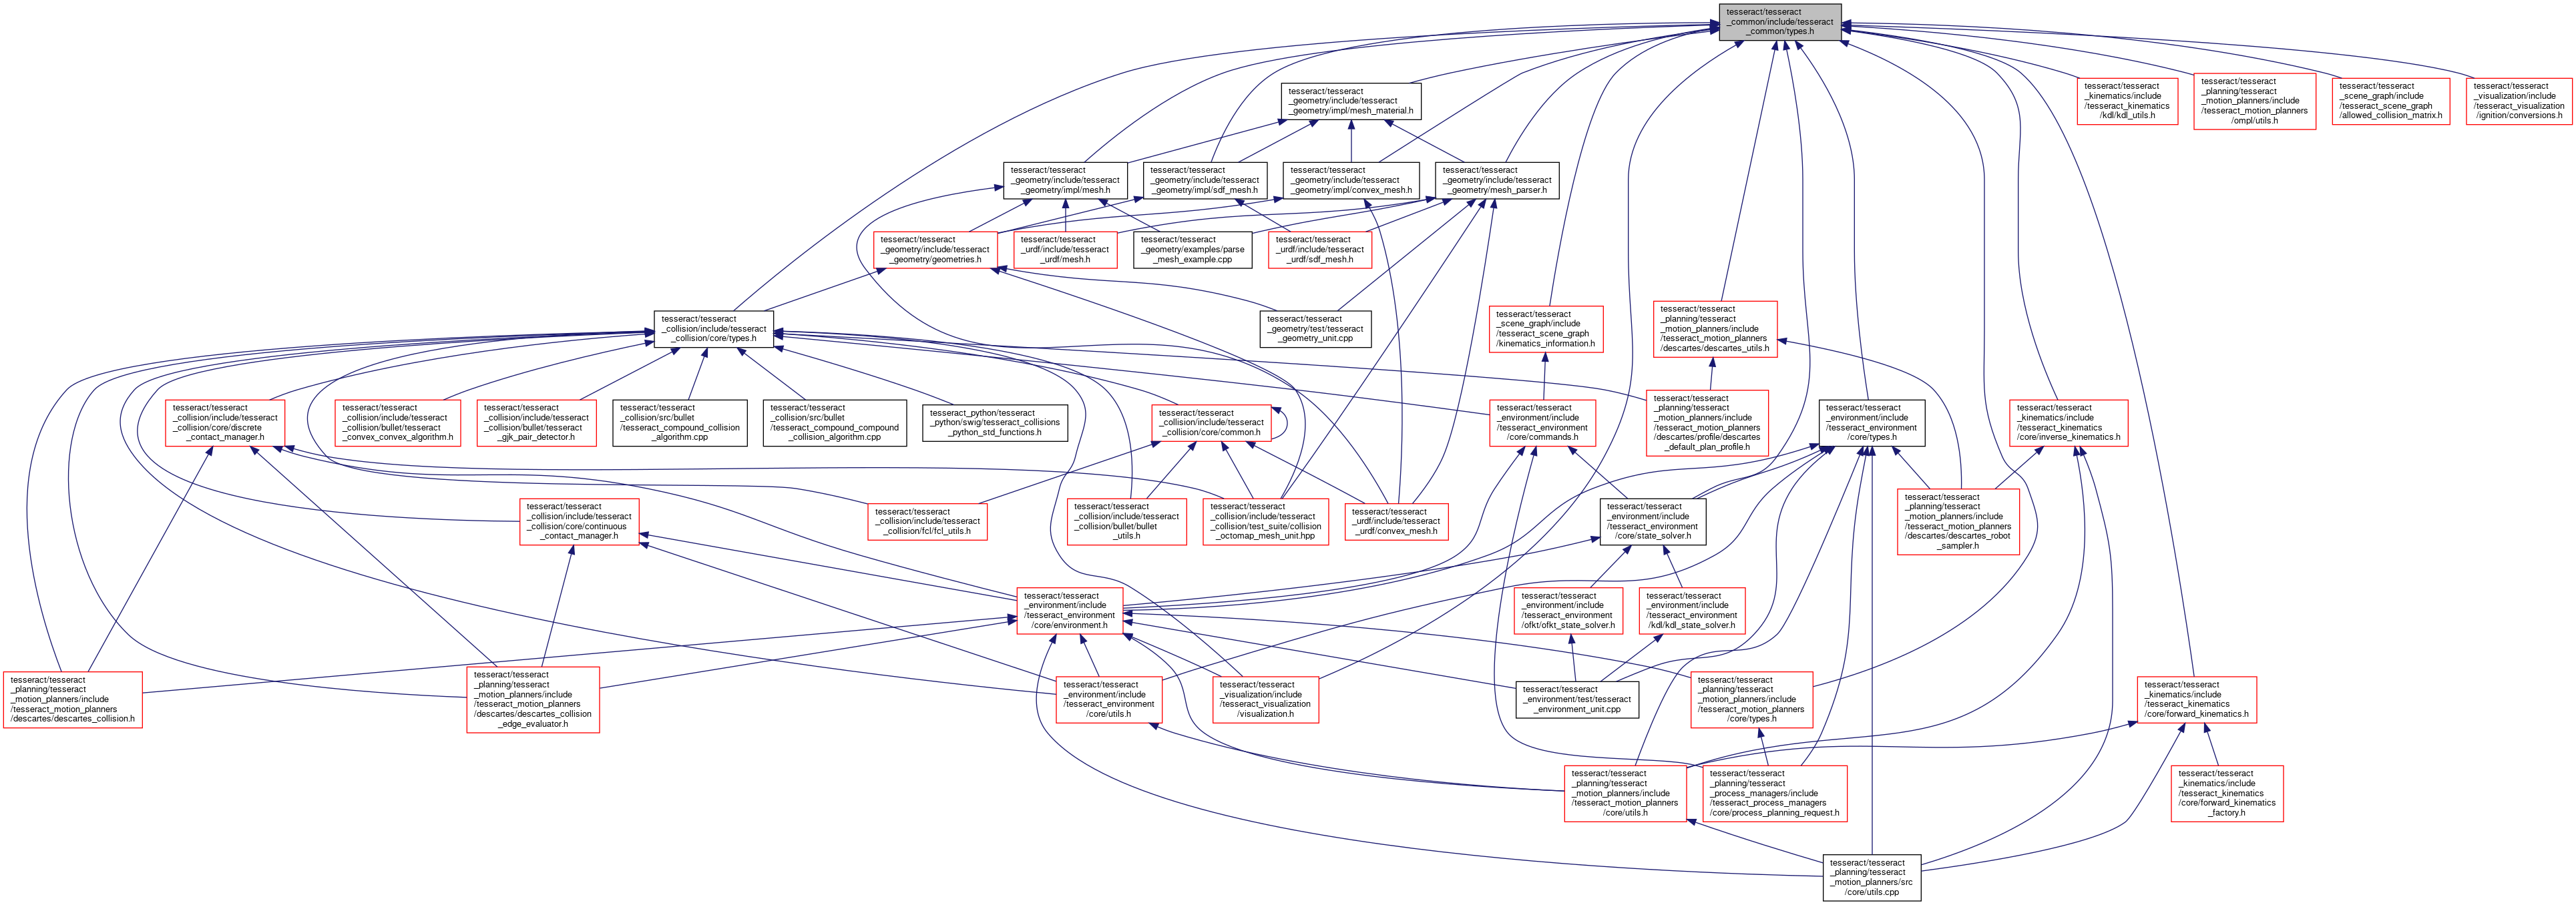 tesseract/tesseract
_common/include/tesseract
_common/types.h
tesseract/tesseract
_geometry/include/tesseract
_geometry/impl/mesh_material.h
tesseract/tesseract
_kinematics/include
/tesseract_kinematics
/kdl/kdl_utils.h
tesseract/tesseract
_planning/tesseract
_motion_planners/include
/tesseract_motion_planners
/ompl/utils.h
tesseract/tesseract
_scene_graph/include
/tesseract_scene_graph
/allowed_collision_matrix.h
tesseract/tesseract
_visualization/include
/tesseract_visualization
/ignition/conversions.h
tesseract/tesseract
_geometry/include/tesseract
_geometry/impl/mesh.h
tesseract/tesseract
_geometry/include/tesseract
_geometry/impl/sdf_mesh.h
tesseract/tesseract
_geometry/include/tesseract
_geometry/impl/convex_mesh.h
tesseract/tesseract
_geometry/include/tesseract
_geometry/mesh_parser.h
tesseract/tesseract
_geometry/include/tesseract
_geometry/geometries.h
tesseract/tesseract
_urdf/include/tesseract
_urdf/mesh.h
tesseract/tesseract
_geometry/examples/parse
_mesh_example.cpp
tesseract/tesseract
_urdf/include/tesseract
_urdf/sdf_mesh.h
tesseract/tesseract
_collision/include/tesseract
_collision/core/types.h
tesseract/tesseract
_geometry/test/tesseract
_geometry_unit.cpp
tesseract/tesseract
_scene_graph/include
/tesseract_scene_graph
/kinematics_information.h
tesseract/tesseract
_planning/tesseract
_motion_planners/include
/tesseract_motion_planners
/descartes/descartes_utils.h
tesseract/tesseract
_collision/include/tesseract
_collision/core/discrete
_contact_manager.h
tesseract/tesseract
_collision/include/tesseract
_collision/bullet/tesseract
_convex_convex_algorithm.h
tesseract/tesseract
_collision/include/tesseract
_collision/bullet/tesseract
_gjk_pair_detector.h
tesseract/tesseract
_collision/src/bullet
/tesseract_compound_collision
_algorithm.cpp
tesseract/tesseract
_collision/src/bullet
/tesseract_compound_compound
_collision_algorithm.cpp
tesseract_python/tesseract
_python/swig/tesseract_collisions
_python_std_functions.h
tesseract/tesseract
_collision/include/tesseract
_collision/core/common.h
tesseract/tesseract
_environment/include
/tesseract_environment
/core/commands.h
tesseract/tesseract
_planning/tesseract
_motion_planners/include
/tesseract_motion_planners
/descartes/profile/descartes
_default_plan_profile.h
tesseract/tesseract
_environment/include
/tesseract_environment
/core/types.h
tesseract/tesseract
_kinematics/include
/tesseract_kinematics
/core/inverse_kinematics.h
tesseract/tesseract
_collision/include/tesseract
_collision/core/continuous
_contact_manager.h
tesseract/tesseract
_collision/include/tesseract
_collision/fcl/fcl_utils.h
tesseract/tesseract
_collision/include/tesseract
_collision/bullet/bullet
_utils.h
tesseract/tesseract
_collision/include/tesseract
_collision/test_suite/collision
_octomap_mesh_unit.hpp
tesseract/tesseract
_urdf/include/tesseract
_urdf/convex_mesh.h
tesseract/tesseract
_environment/include
/tesseract_environment
/core/state_solver.h
tesseract/tesseract
_planning/tesseract
_motion_planners/include
/tesseract_motion_planners
/descartes/descartes_robot
_sampler.h
tesseract/tesseract
_environment/include
/tesseract_environment
/core/environment.h
tesseract/tesseract
_environment/include
/tesseract_environment
/ofkt/ofkt_state_solver.h
tesseract/tesseract
_environment/include
/tesseract_environment
/kdl/kdl_state_solver.h
tesseract/tesseract
_planning/tesseract
_motion_planners/include
/tesseract_motion_planners
/descartes/descartes_collision.h
tesseract/tesseract
_planning/tesseract
_motion_planners/include
/tesseract_motion_planners
/descartes/descartes_collision
_edge_evaluator.h
tesseract/tesseract
_environment/include
/tesseract_environment
/core/utils.h
tesseract/tesseract
_visualization/include
/tesseract_visualization
/visualization.h
tesseract/tesseract
_environment/test/tesseract
_environment_unit.cpp
tesseract/tesseract
_planning/tesseract
_motion_planners/include
/tesseract_motion_planners
/core/types.h
tesseract/tesseract
_kinematics/include
/tesseract_kinematics
/core/forward_kinematics.h
tesseract/tesseract
_planning/tesseract
_motion_planners/include
/tesseract_motion_planners
/core/utils.h
tesseract/tesseract
_planning/tesseract
_process_managers/include
/tesseract_process_managers
/core/process_planning_request.h
tesseract/tesseract
_kinematics/include
/tesseract_kinematics
/core/forward_kinematics
_factory.h
tesseract/tesseract
_planning/tesseract
_motion_planners/src
/core/utils.cpp